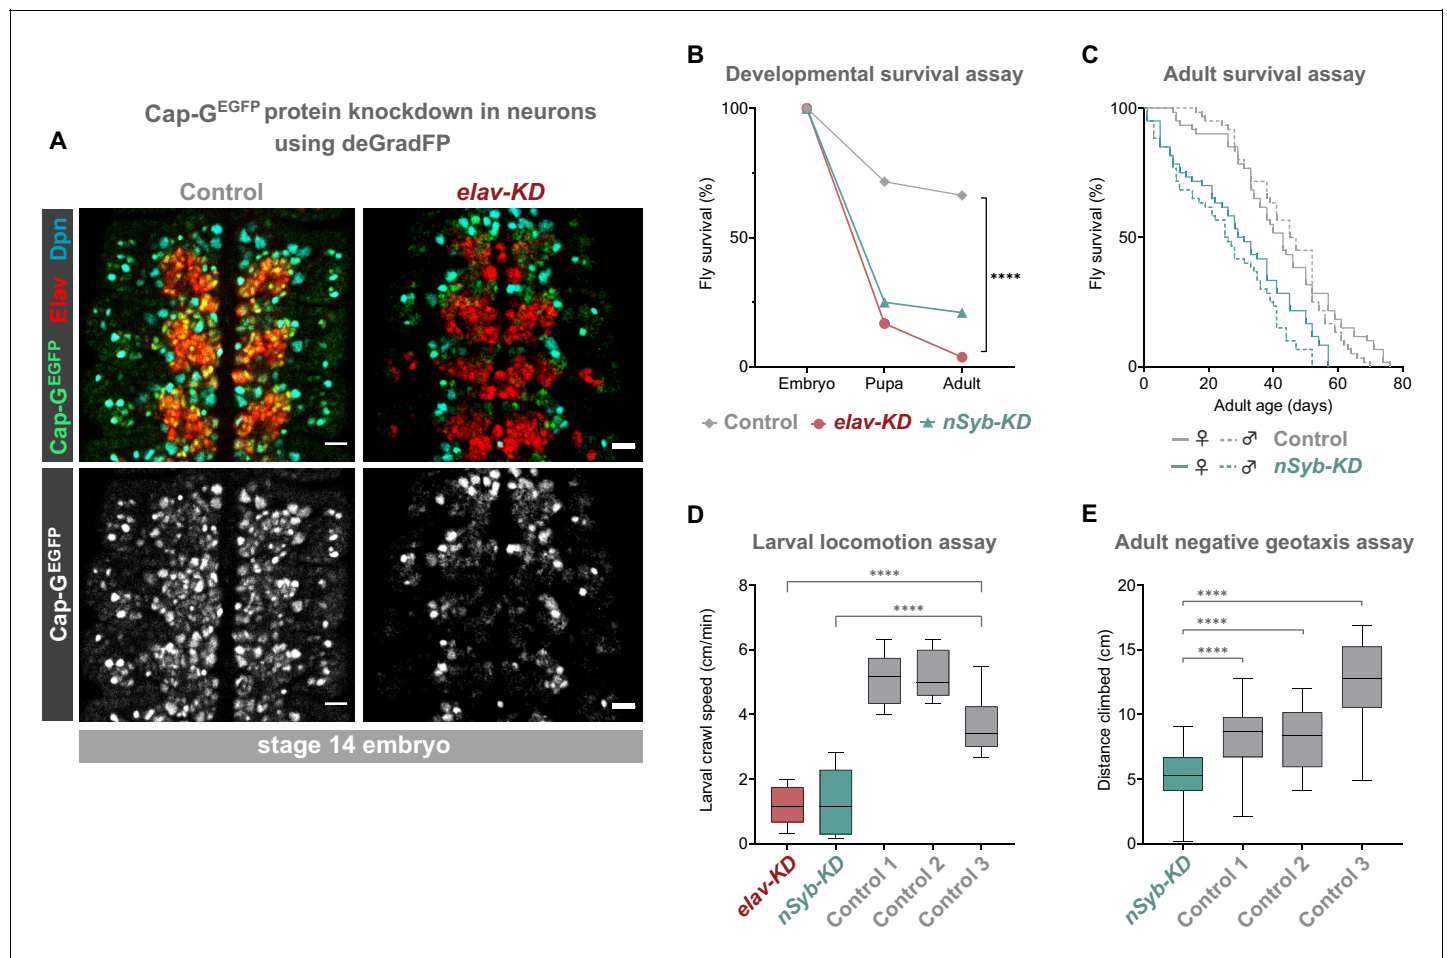 A
Cap-G^EGFP protein knockdown in neurons
using deGradFP
Control
elav-KD
Cap-G^EGFP Elav Dpn
Cap-G^EGFP
stage 14 embryo
B
Developmental survival assay
Fly survival (%)
100
50
0
Embryo Pupa Adult
****
Control elav-KD nSyb-KD
C
Adult survival assay
Fly survival (%)
100
50
0
0 20 40 60 80
Adult age (days)
♀ ♂ Control
♀ ♂ nSyb-KD
D
Larval locomotion assay
Larval crawl speed (cm/min)
8
6
4
2
0
****
****
elav-KD
nSyb-KD
Control 1
Control 2
Control 3
E
Adult negative geotaxis assay
Distance climbed (cm)
20
15
10
5
0
****
****
****
nSyb-KD
Control 1
Control 2
Control 3